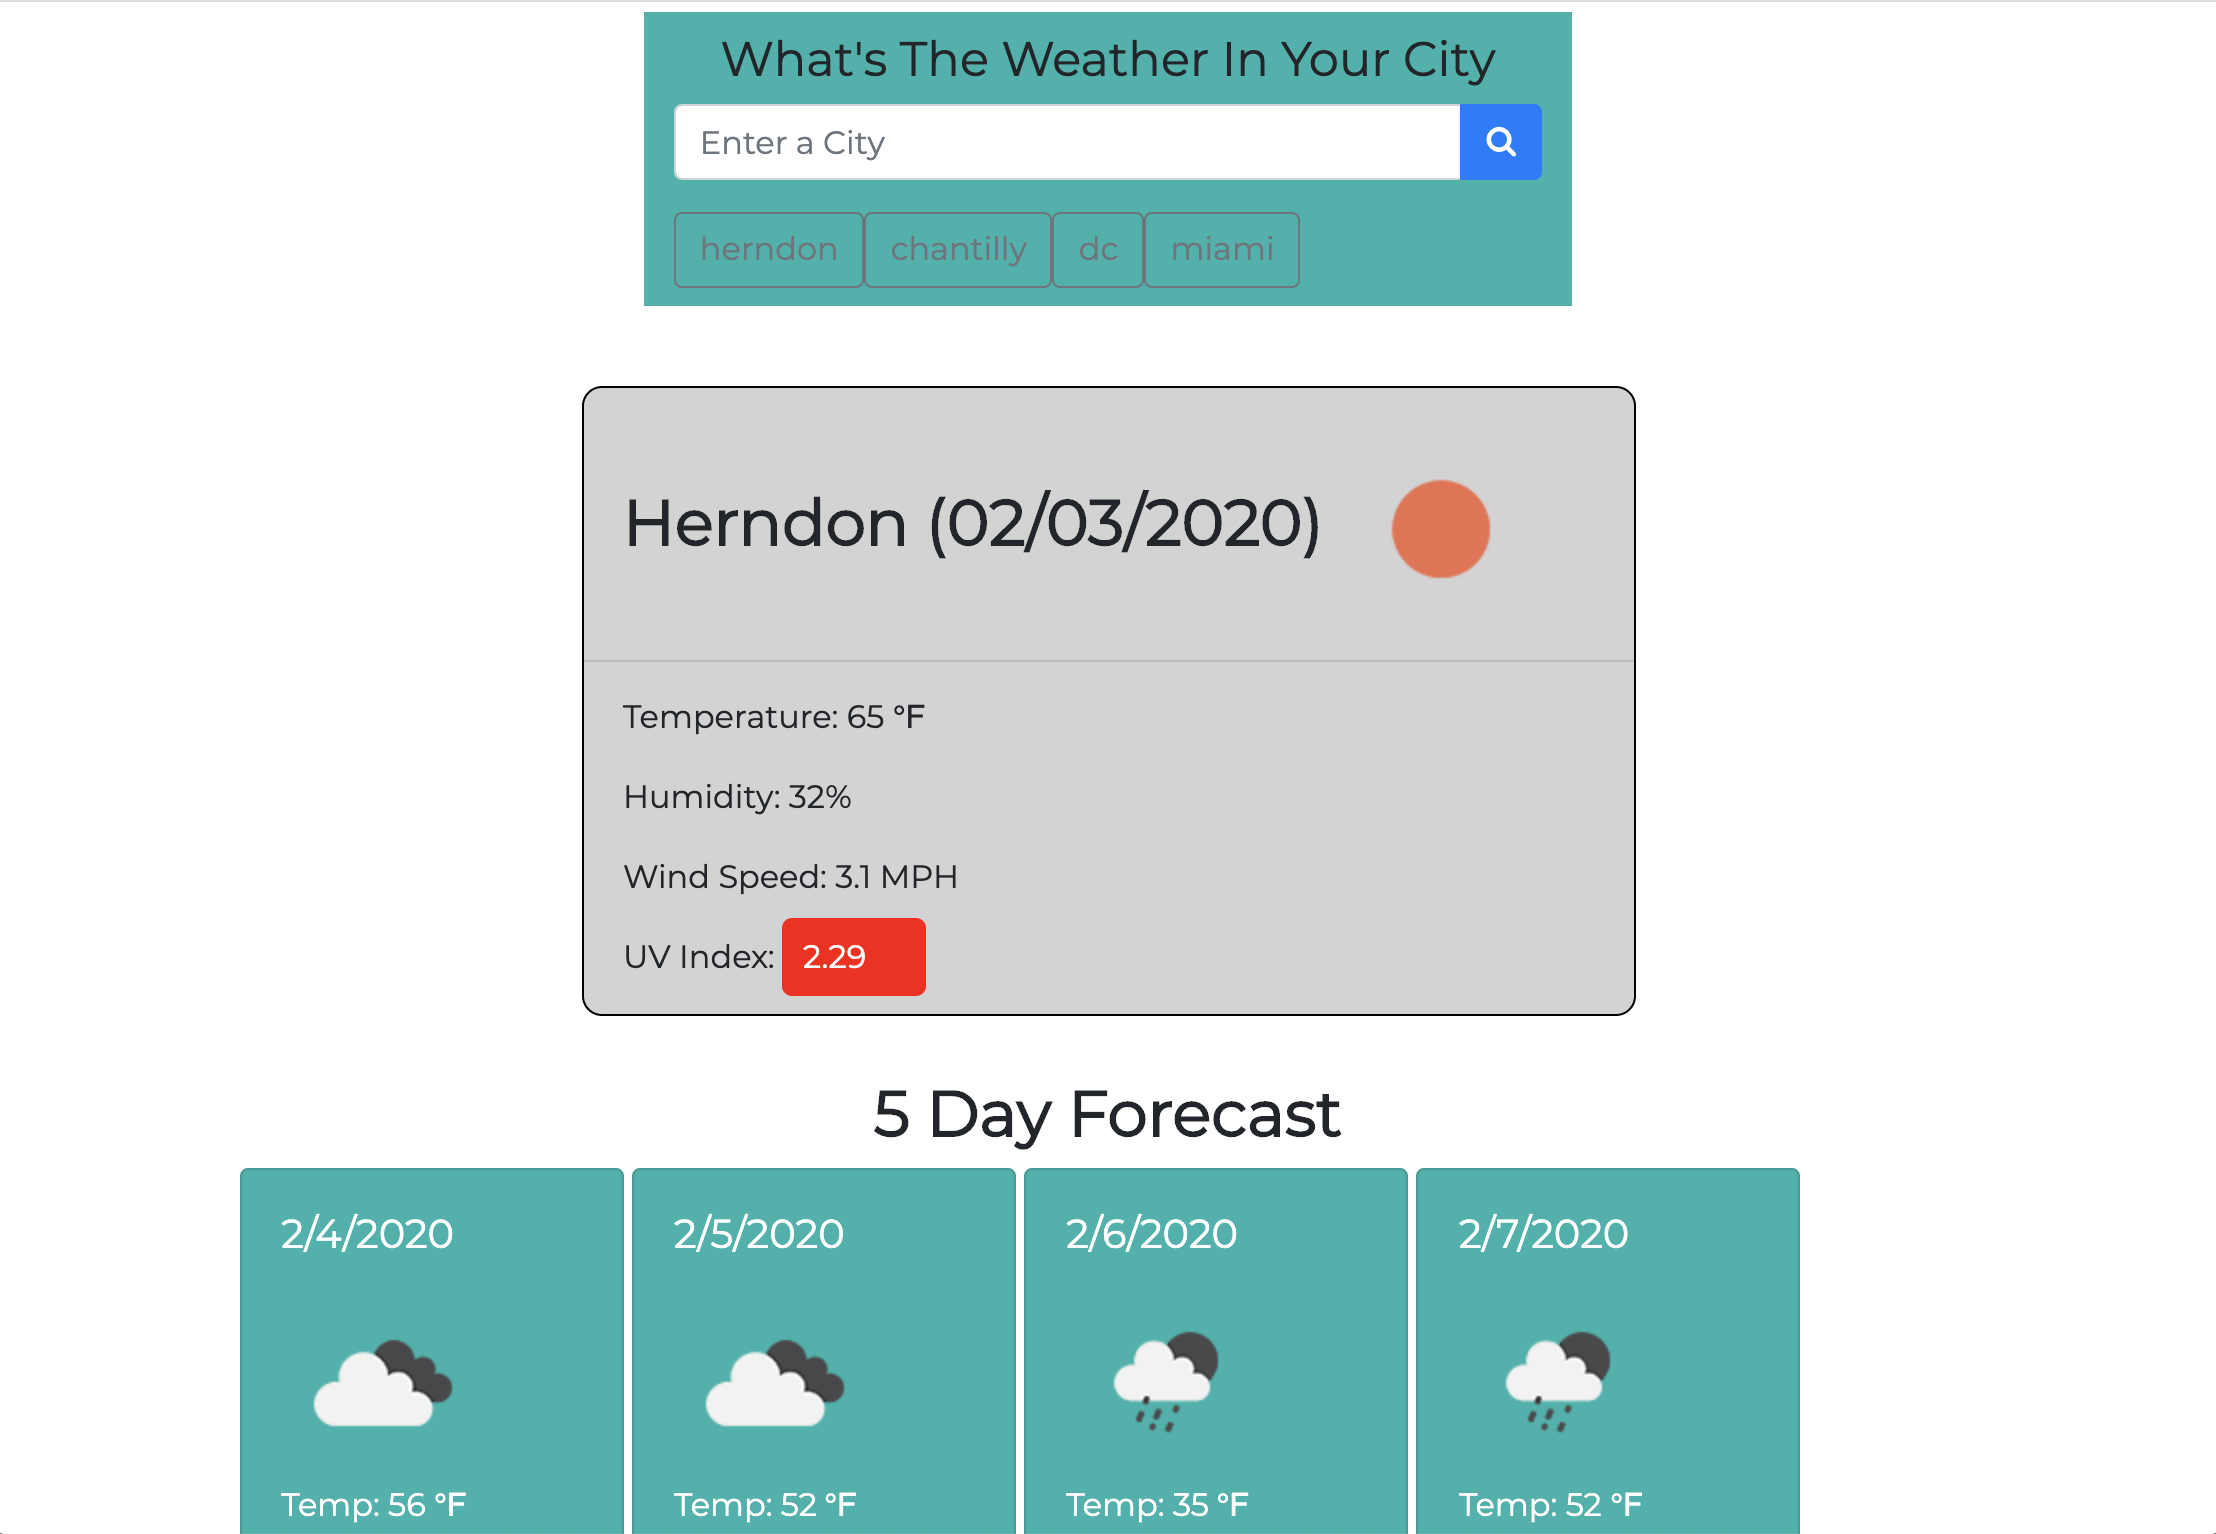 What's The Weather In Your City
Enter a City
herndon chantilly dc miami
Herndon (02/03/2020)
Temperature: 65 °F
Humidity: 32%
Wind Speed: 3.1 MPH
UV Index: 2.29
5 Day Forecast
2/4/2020 2/5/2020 2/6/2020 2/7/2020
Temp: 56 °F Temp: 52 °F Temp: 35 °F Temp: 52 °F